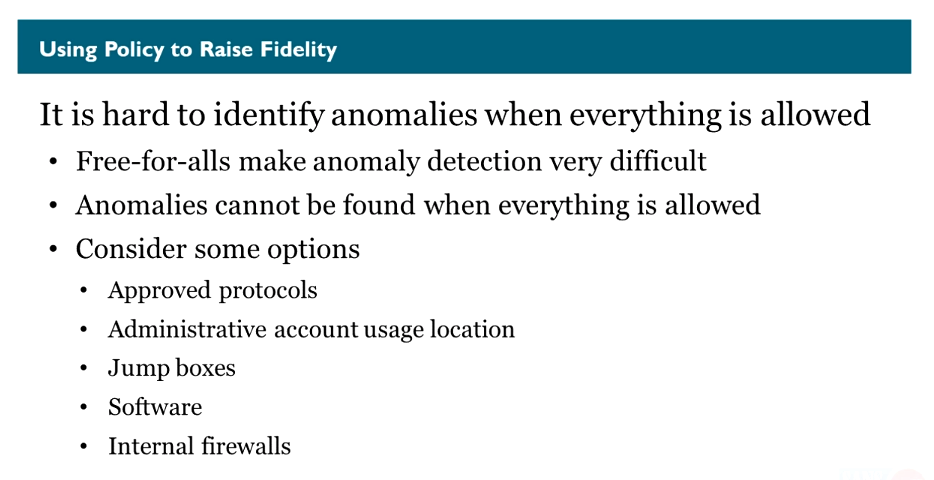 Using Policy to Raise Fidelity
It is hard to identify anomalies when everything is allowed
• Free-for-alls make anomaly detection very difficult
• Anomalies cannot be found when everything is allowed
• Consider some options
• Approved protocols
• Administrative account usage location
• Jump boxes
• Software
• Internal firewalls